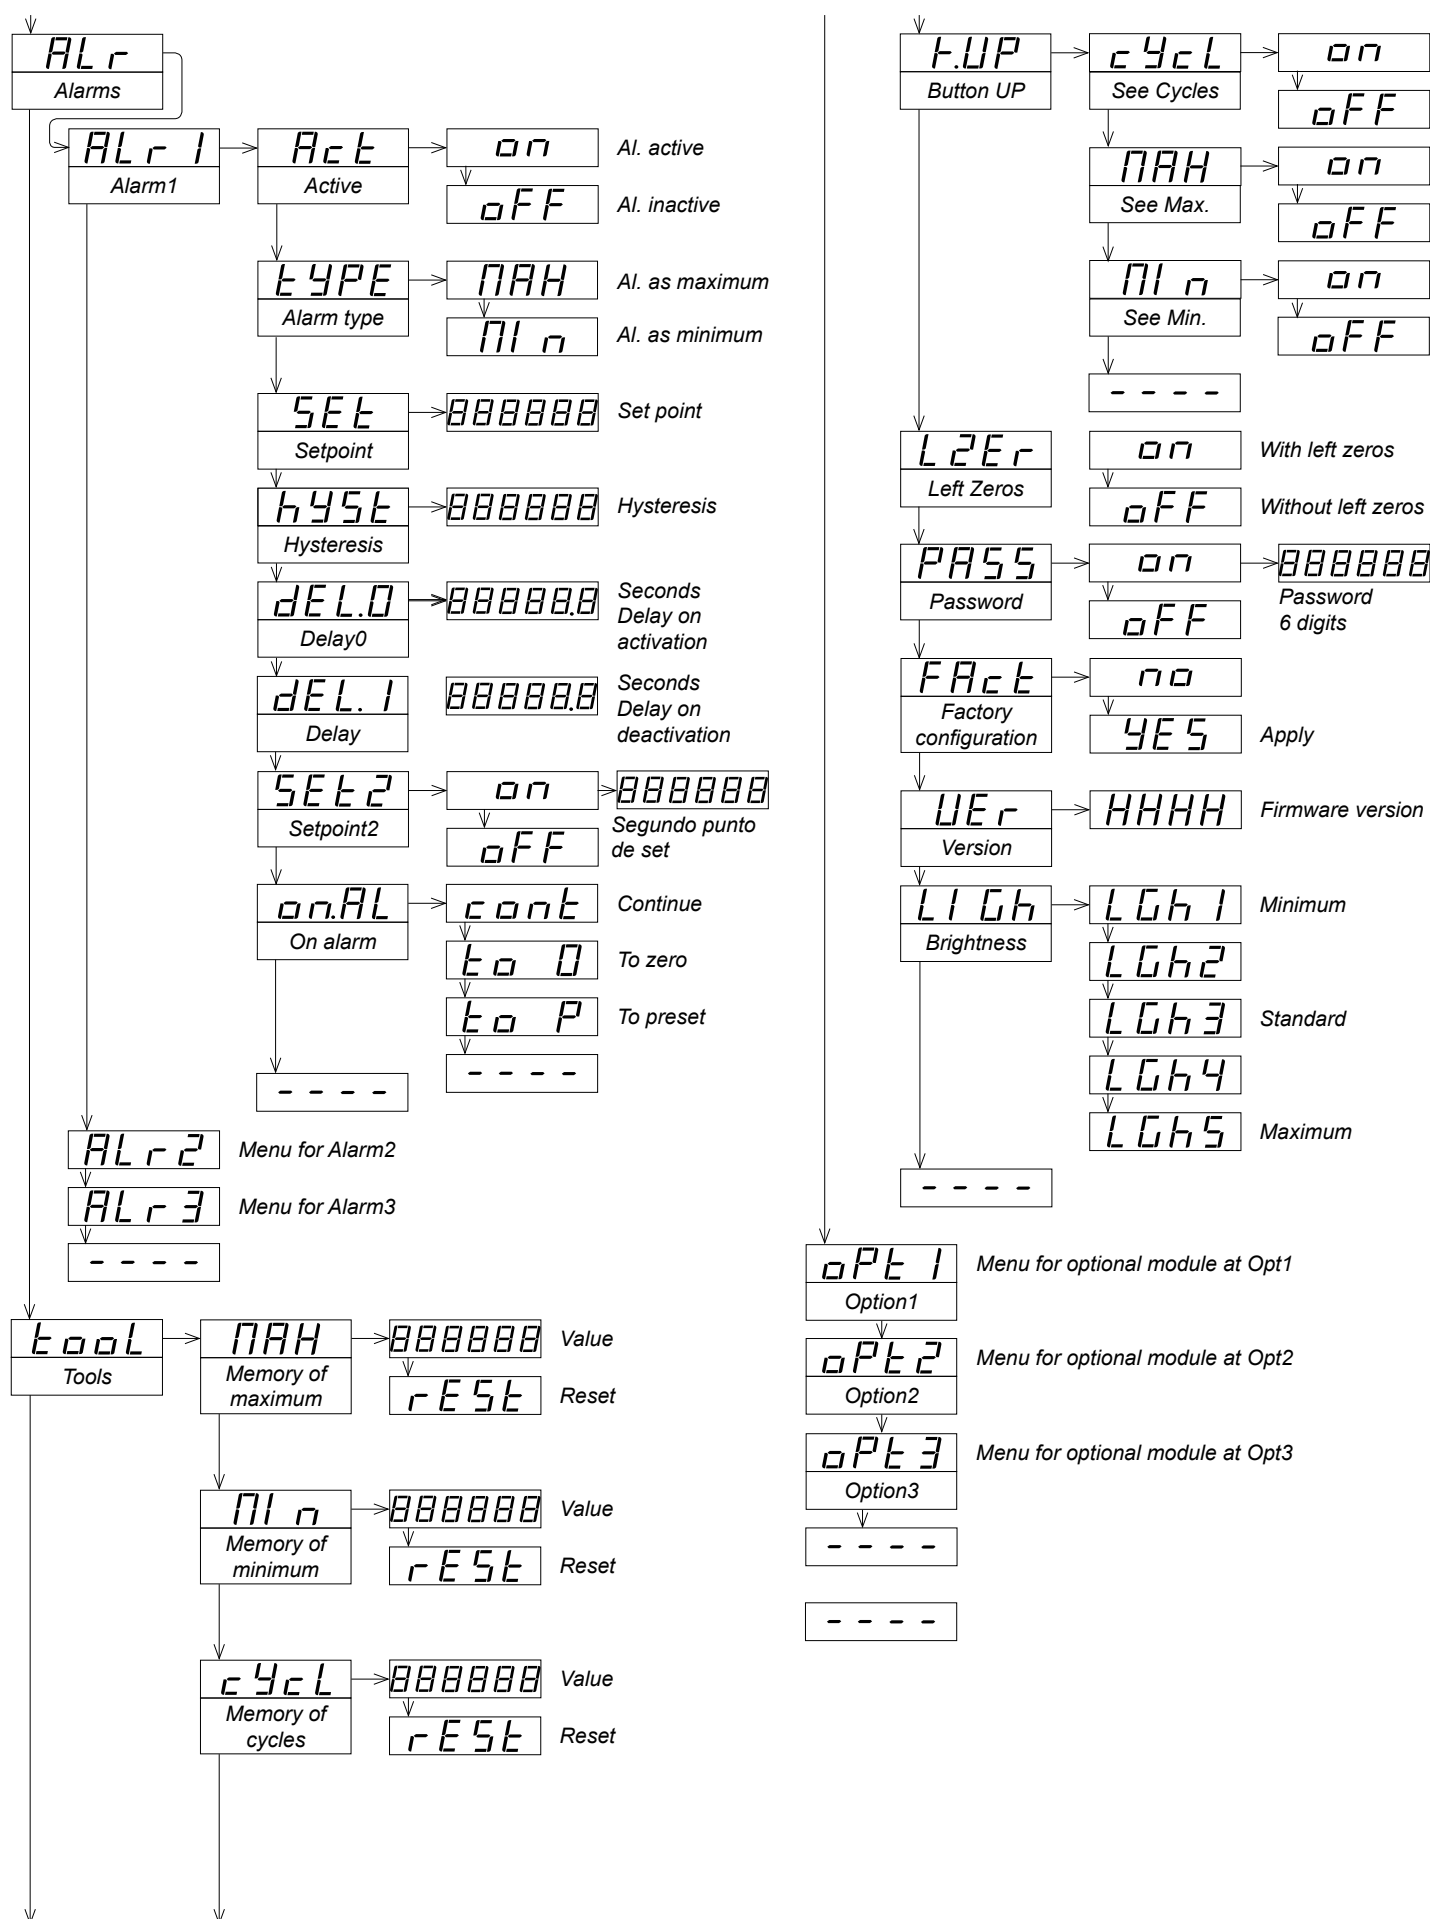 ALr
Alarms
ALr1
Alarm1
Act
Active
on
Al. active
oFF
Al. inactive
tYPE
Alarm type
MAH
Al. as maximum
MIn
Al. as minimum
SEt
Setpoint
888888
Set point
hYSt
Hysteresis
888888
Hysteresis
dEL.0
Delay0
88888.8
Seconds
Delay on
activation
dEL.1
Delay
88888.8
Seconds
Delay on
deactivation
SEt2
Setpoint2
on
888888
oFF
Segundo punto
de set
on.AL
On alarm
cont
Continue
to 0
To zero
to P
To preset
----
----
ALr2
Menu for Alarm2
ALr3
Menu for Alarm3
----
tooL
Tools
MAH
Memory of
maximum
888888
Value
rESt
Reset
MIn
Memory of
minimum
888888
Value
rESt
Reset
cYcL
Memory of
cycles
888888
Value
rESt
Reset
t.UP
Button UP
cYcL
See Cycles
on
oFF
MAH
See Max.
on
oFF
MIn
See Min.
on
oFF
----
LZEr
Left Zeros
on
With left zeros
oFF
Without left zeros
PASS
Password
on
888888
oFF
Password
6 digits
FAct
Factory
configuration
no
YES
Apply
VEr
Version
HHHH
Firmware version
LIGh
Brightness
LGh1
Minimum
LGh2
LGh3
Standard
LGh4
LGh5
Maximum
----
oPt1
Option1
Menu for optional module at Opt1
oPt2
Option2
Menu for optional module at Opt2
oPt3
Option3
Menu for optional module at Opt3
----
----